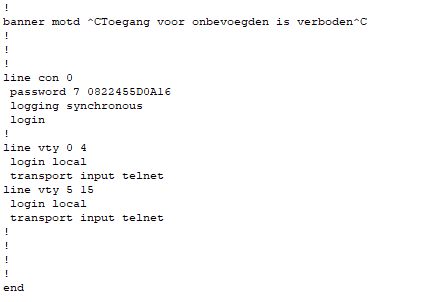 !
banner motd ^CToegang voor onbevoegden is verboden^C
!
!
!
line con 0
password 7 0822455D0A16
logging synchronous
login
!
line vty 0 4
login local
transport input telnet
line vty 5 15
login local
transport input telnet
!
!
!
!
end